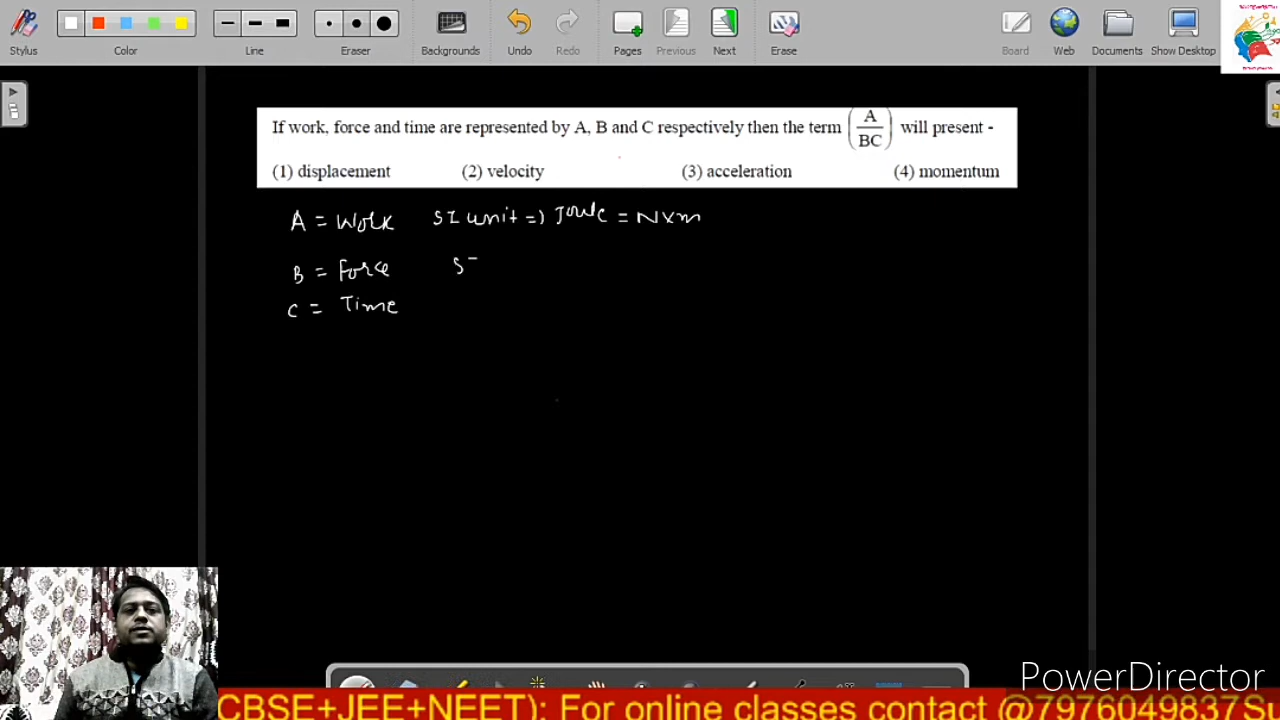 Stylus Color Line Eraser Backgrounds Undo Redo Pages Previous Next Erase Board Web Documents Show Desktop
If work, force and time are represented by A, B and C respectively then the term (A/BC) will present -
(1) displacement (2) velocity (3) acceleration (4) momentum
A = Work SI unit => Joule = N x m
B = Force S
C = Time
PowerDirector
CBSE+JEE+NEET): For online classes contact @7976049837Su